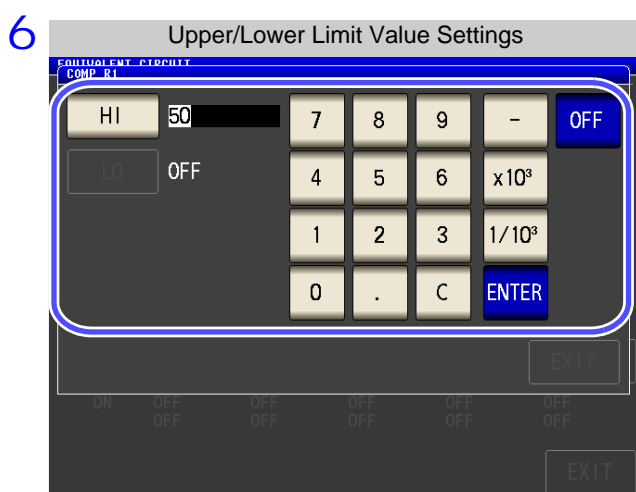 6
Upper/Lower Limit Value Settings
EQUIVALENT CIRCUIT
COMP R1
HI 50 7 8 9 - OFF
LO OFF 4 5 6 x10³
1 2 3 1/10³
0 . C ENTER
EXIT
ON OFF OFF OFF OFF OFF
OFF OFF OFF OFF OFF
EXIT